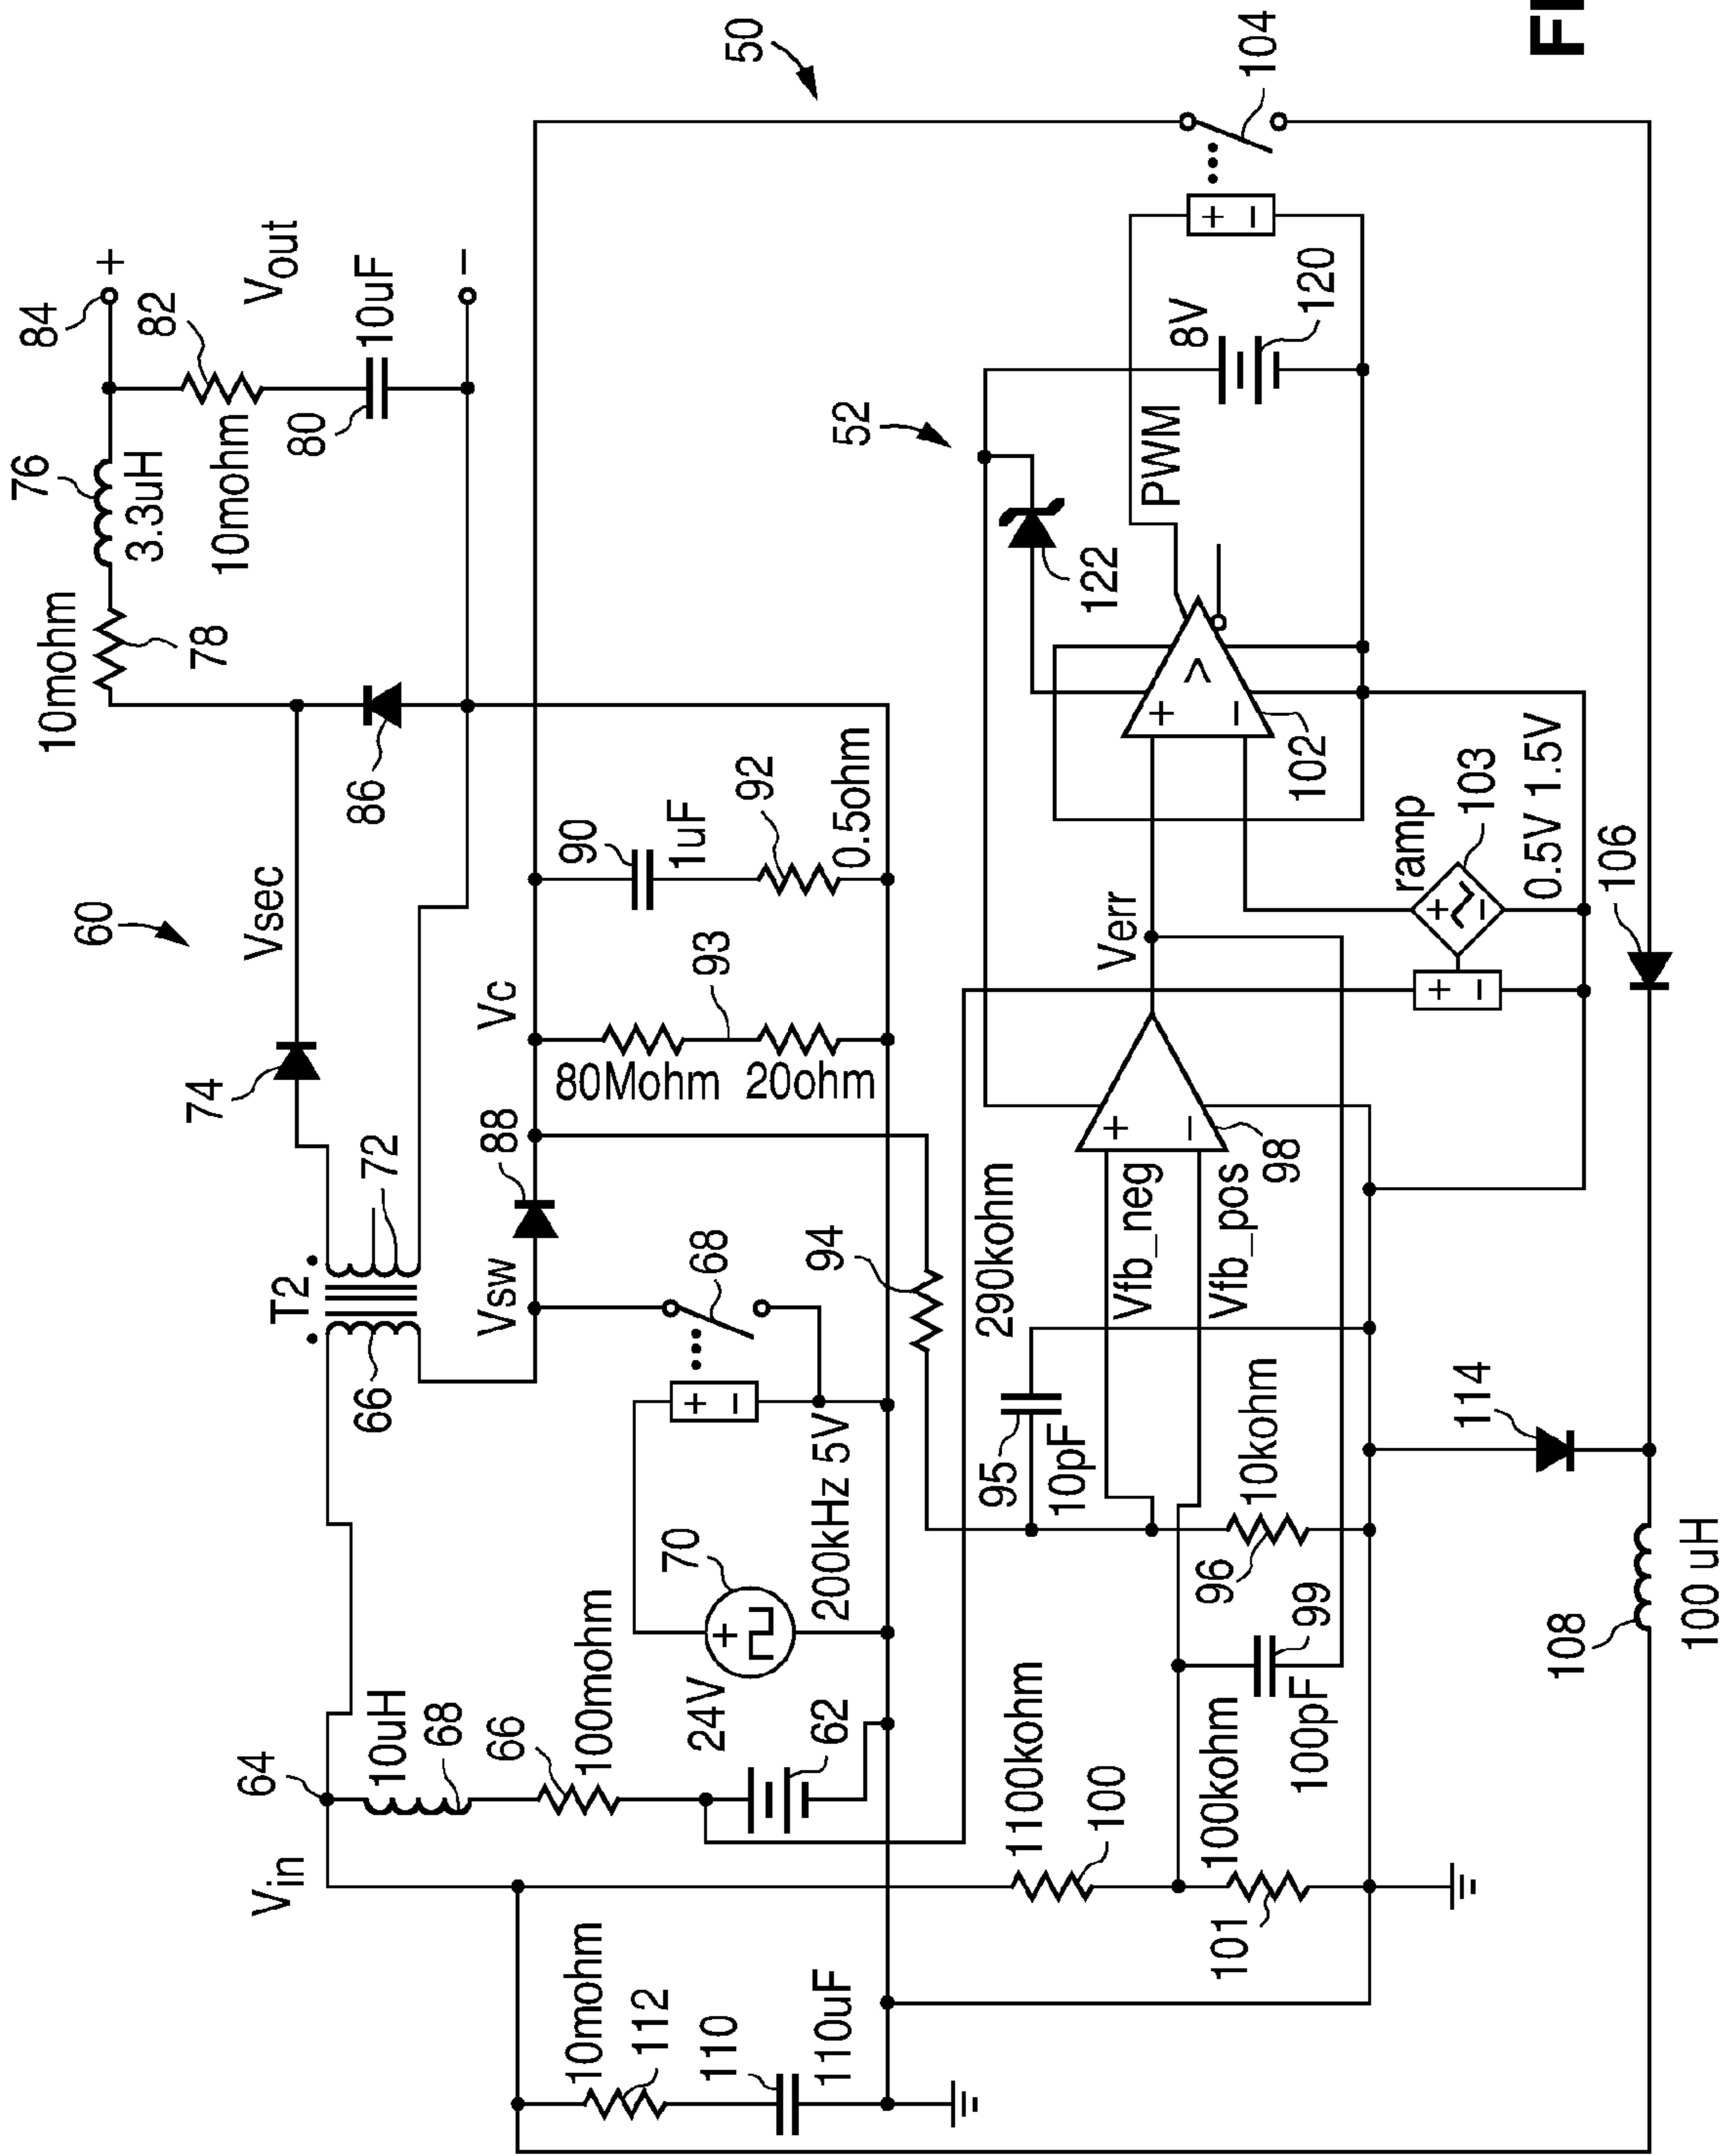 50
104
FI
84
+
82
Vout
10uF
−
76
3.3uH
10mohm
80
10mohm
78
86
60
Vsec
74
T2
72
66
Vsw
88
Vc
93
80Mohm
20ohm
90
1uF
92
0.5ohm
68
94
70
200kHz 5V
24V
62
64
10uH
68
66
100mohm
Vin
10mohm
112
110
110uF
52
8V
120
PWM
122
+
−
102
ramp
103
0.5V 1.5V
106
Verr
98
290kohm
Vfb_neg
Vfb_pos
95
10pF
10kohm
96
99
100pF
1100kohm
100
100kohm
101
114
108
100 uH